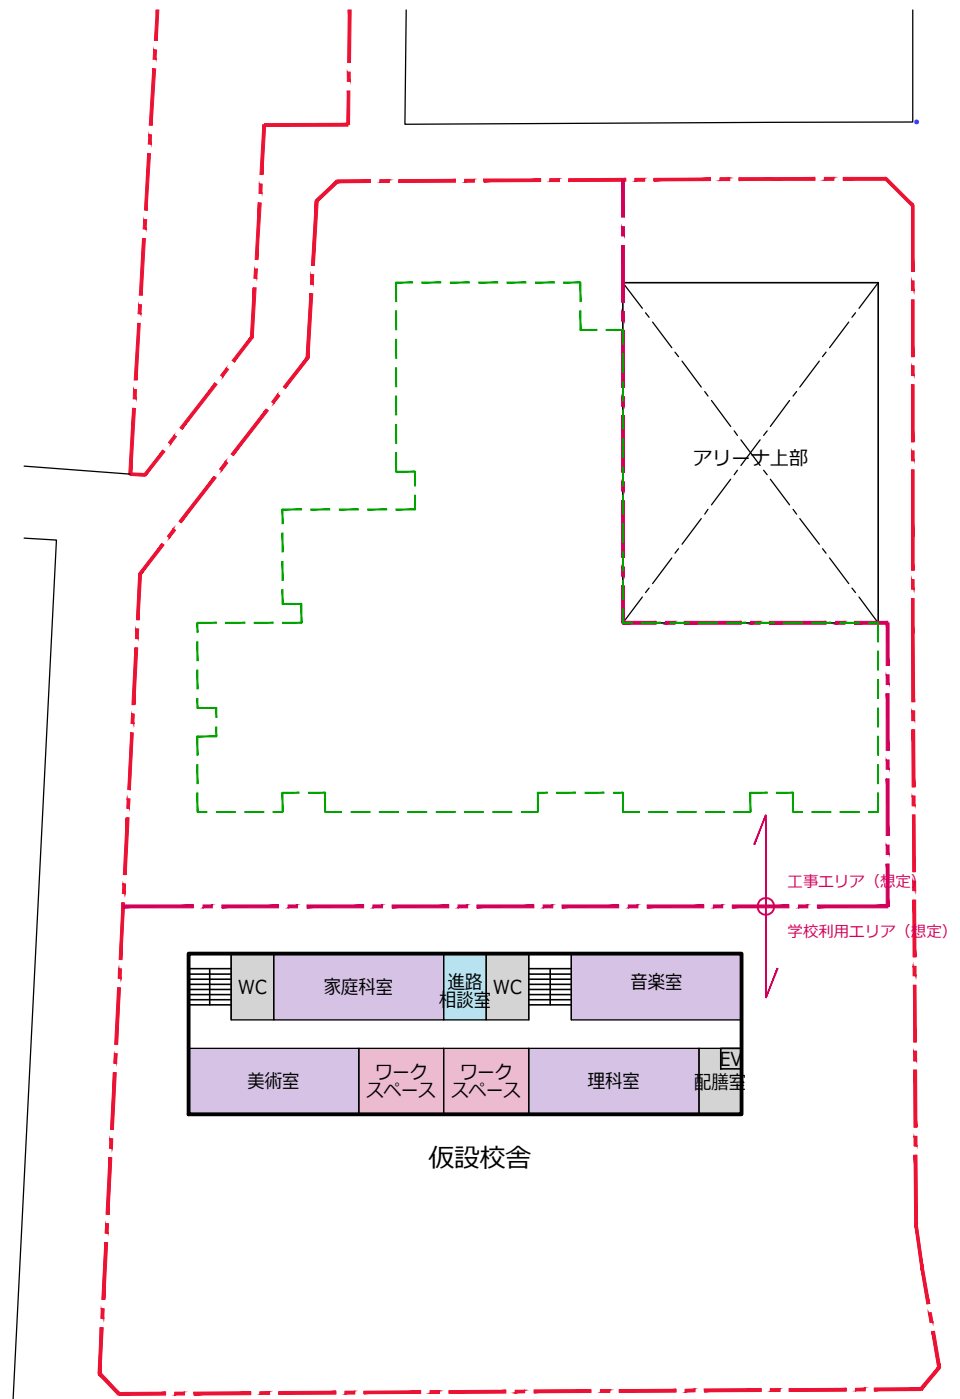 アリーナ上部
工事エリア（想定）
学校利用エリア（想定）
WC
家庭科室
進路
相談室
WC
音楽室
美術室
ワーク
スペース
ワーク
スペース
理科室
EV
配膳室
仮設校舎